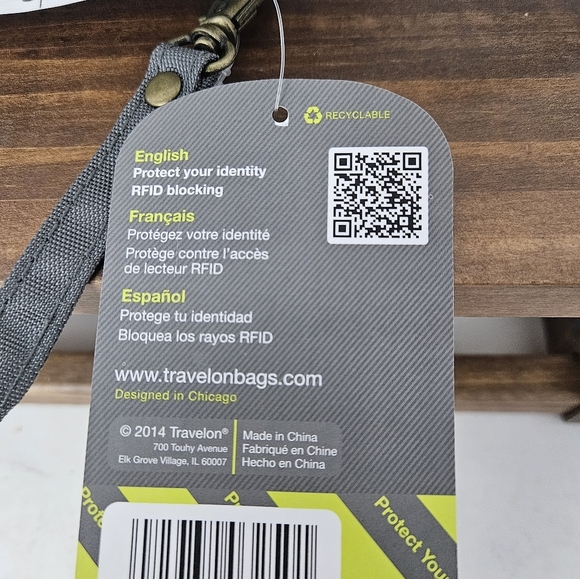 RECYCLABLE
English
Protect your identity
RFID blocking
Français
Protégez votre identité
Protège contre l'accès
de lecteur RFID
Español
Protege tu identidad
Bloquea los rayos RFID
www.travelonbags.com
Designed in Chicago
© 2014 Travelon®
700 Touhy Avenue
Elk Grove Village, IL 60007
Made in China
Fabriqué en Chine
Hecho en China
Protect You